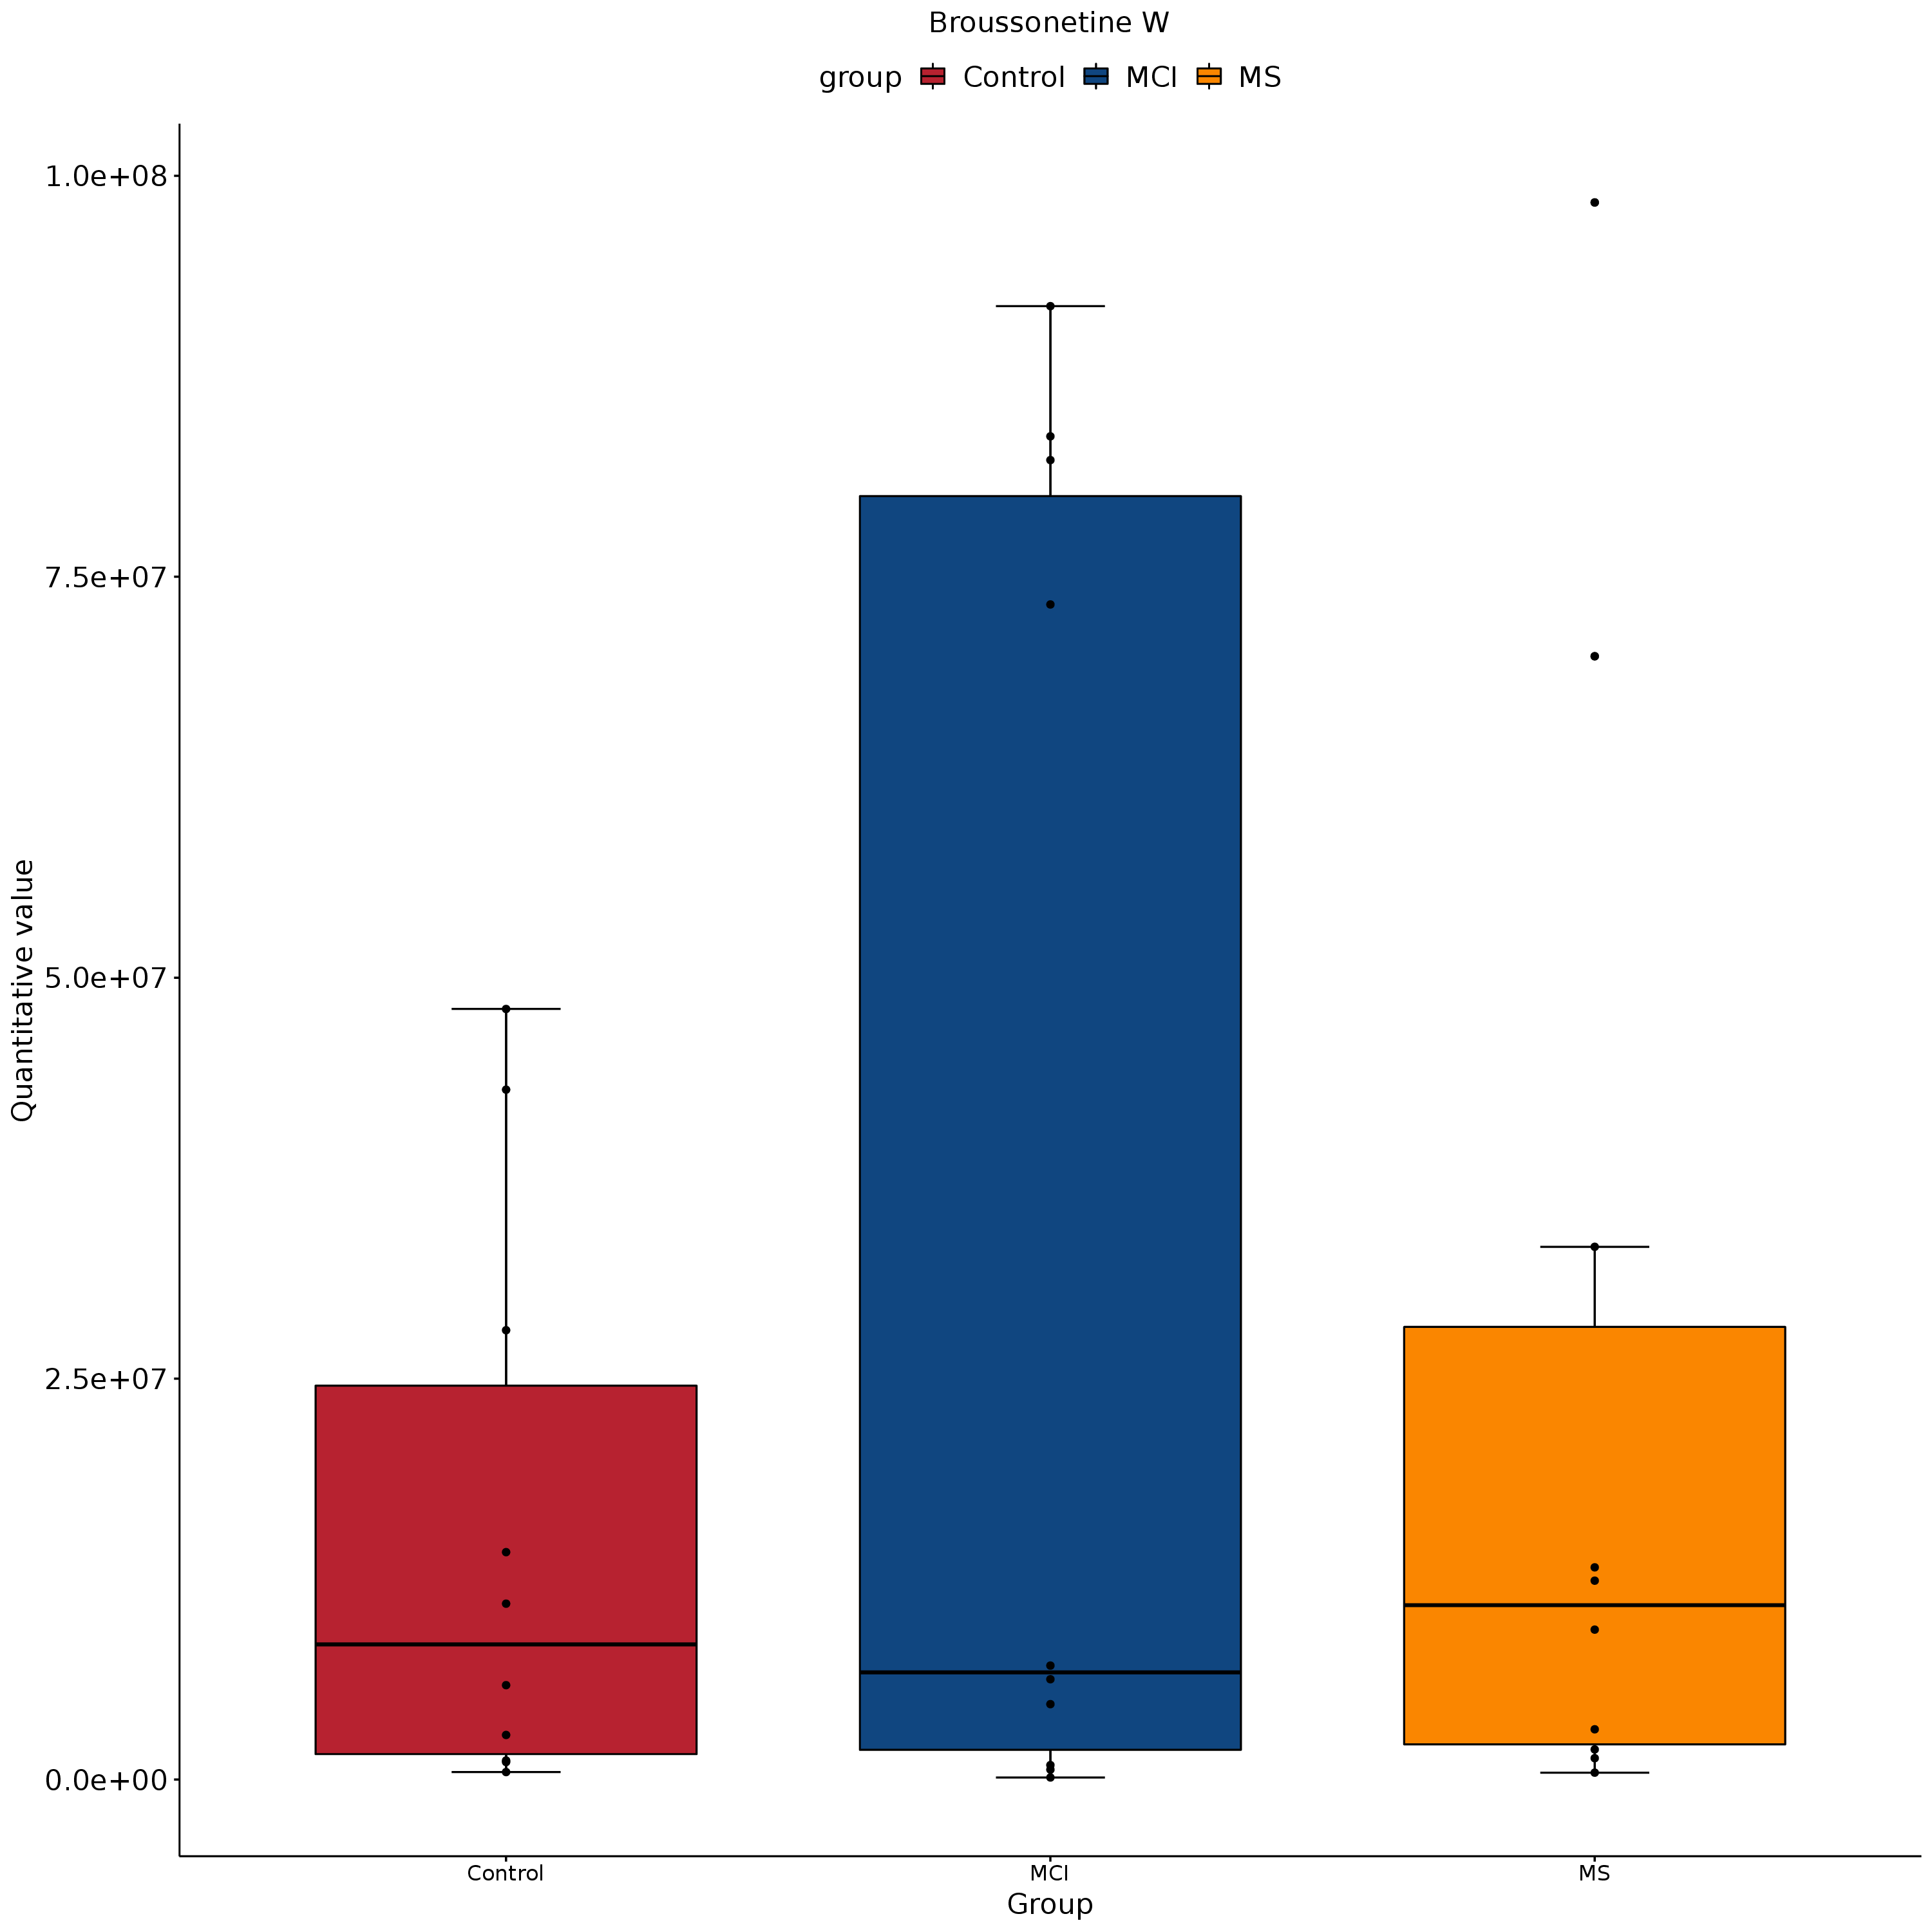 Broussonetine W
group Control MCI MS
1.0e+08
7.5e+07
5.0e+07
2.5e+07
0.0e+00
Quantitative value
Control MCI MS
Group